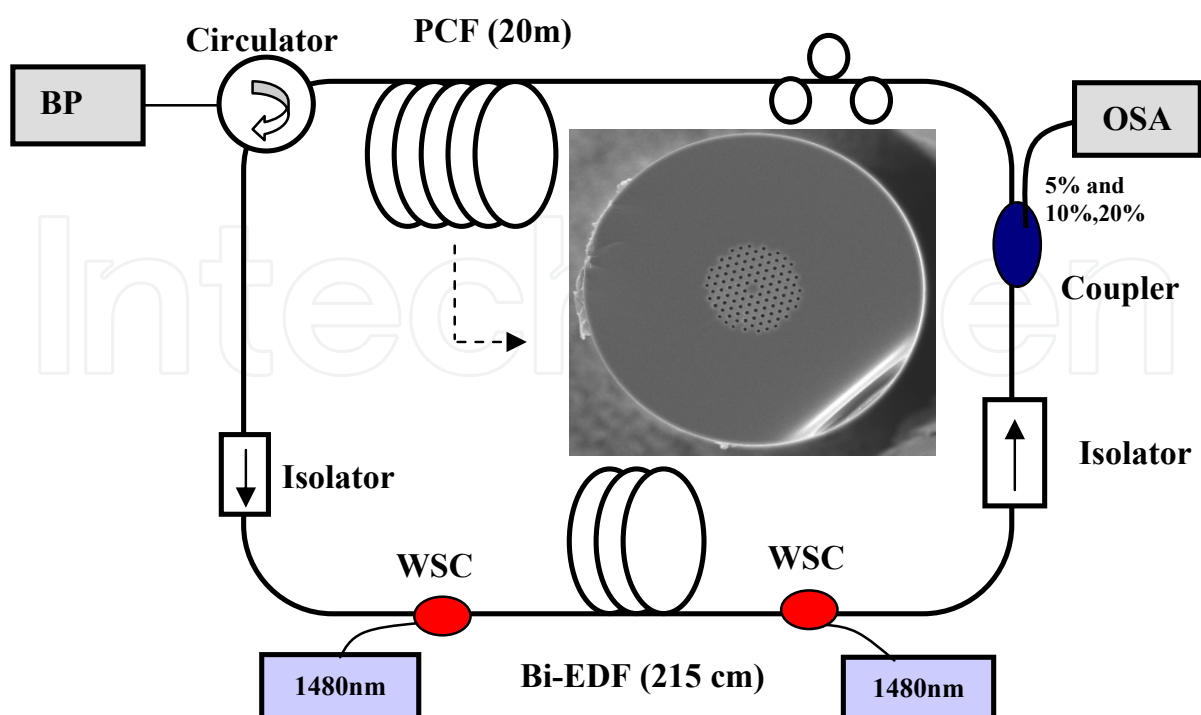 PCF (20m)
Circulator
BP
OSA
5% and
10%,20%
Coupler
Isolator
Isolator
WSC
WSC
1480nm
Bi-EDF (215 cm)
1480nm